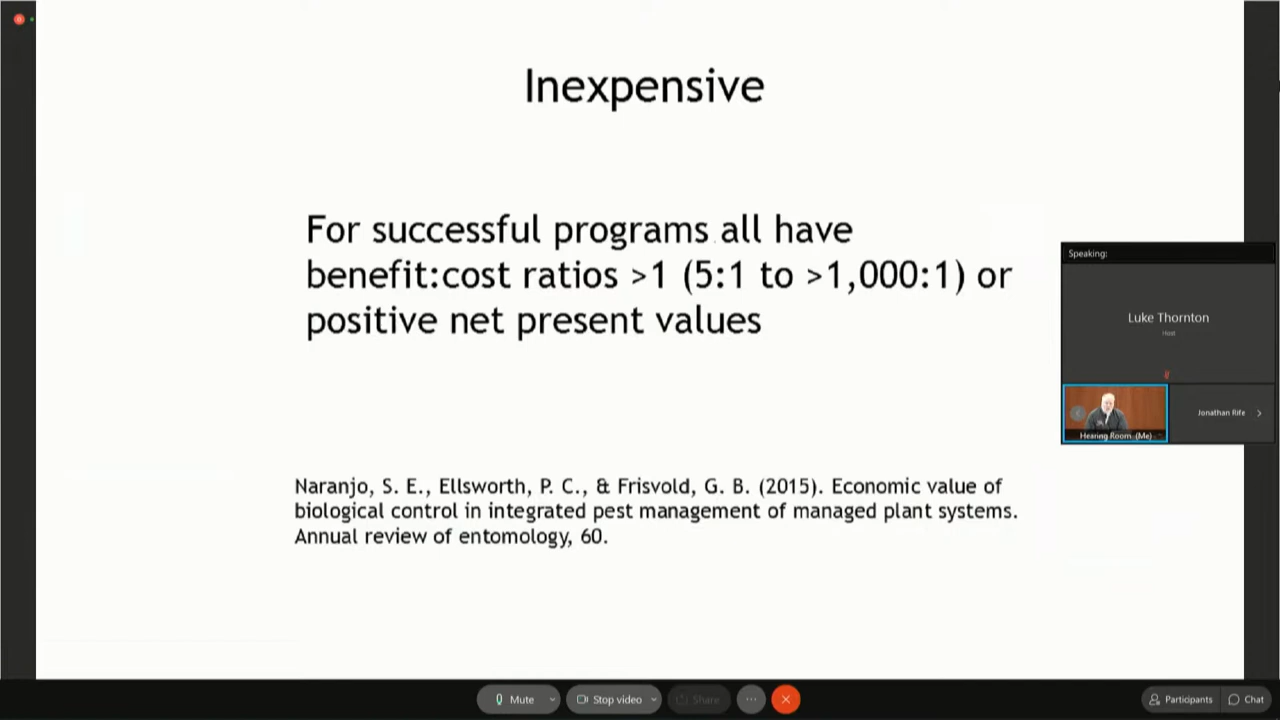 Inexpensive
For successful programs all have
benefit:cost ratios >1 (5:1 to >1,000:1) or
positive net present values
Naranjo, S. E., Ellsworth, P. C., & Frisvold, G. B. (2015). Economic value of
biological control in integrated pest management of managed plant systems.
Annual review of entomology, 60.
Speaking:
Luke Thornton
Host
Hearing Room (Me)
Jonathan Rife
Mute
Stop video
Share
Participants
Chat